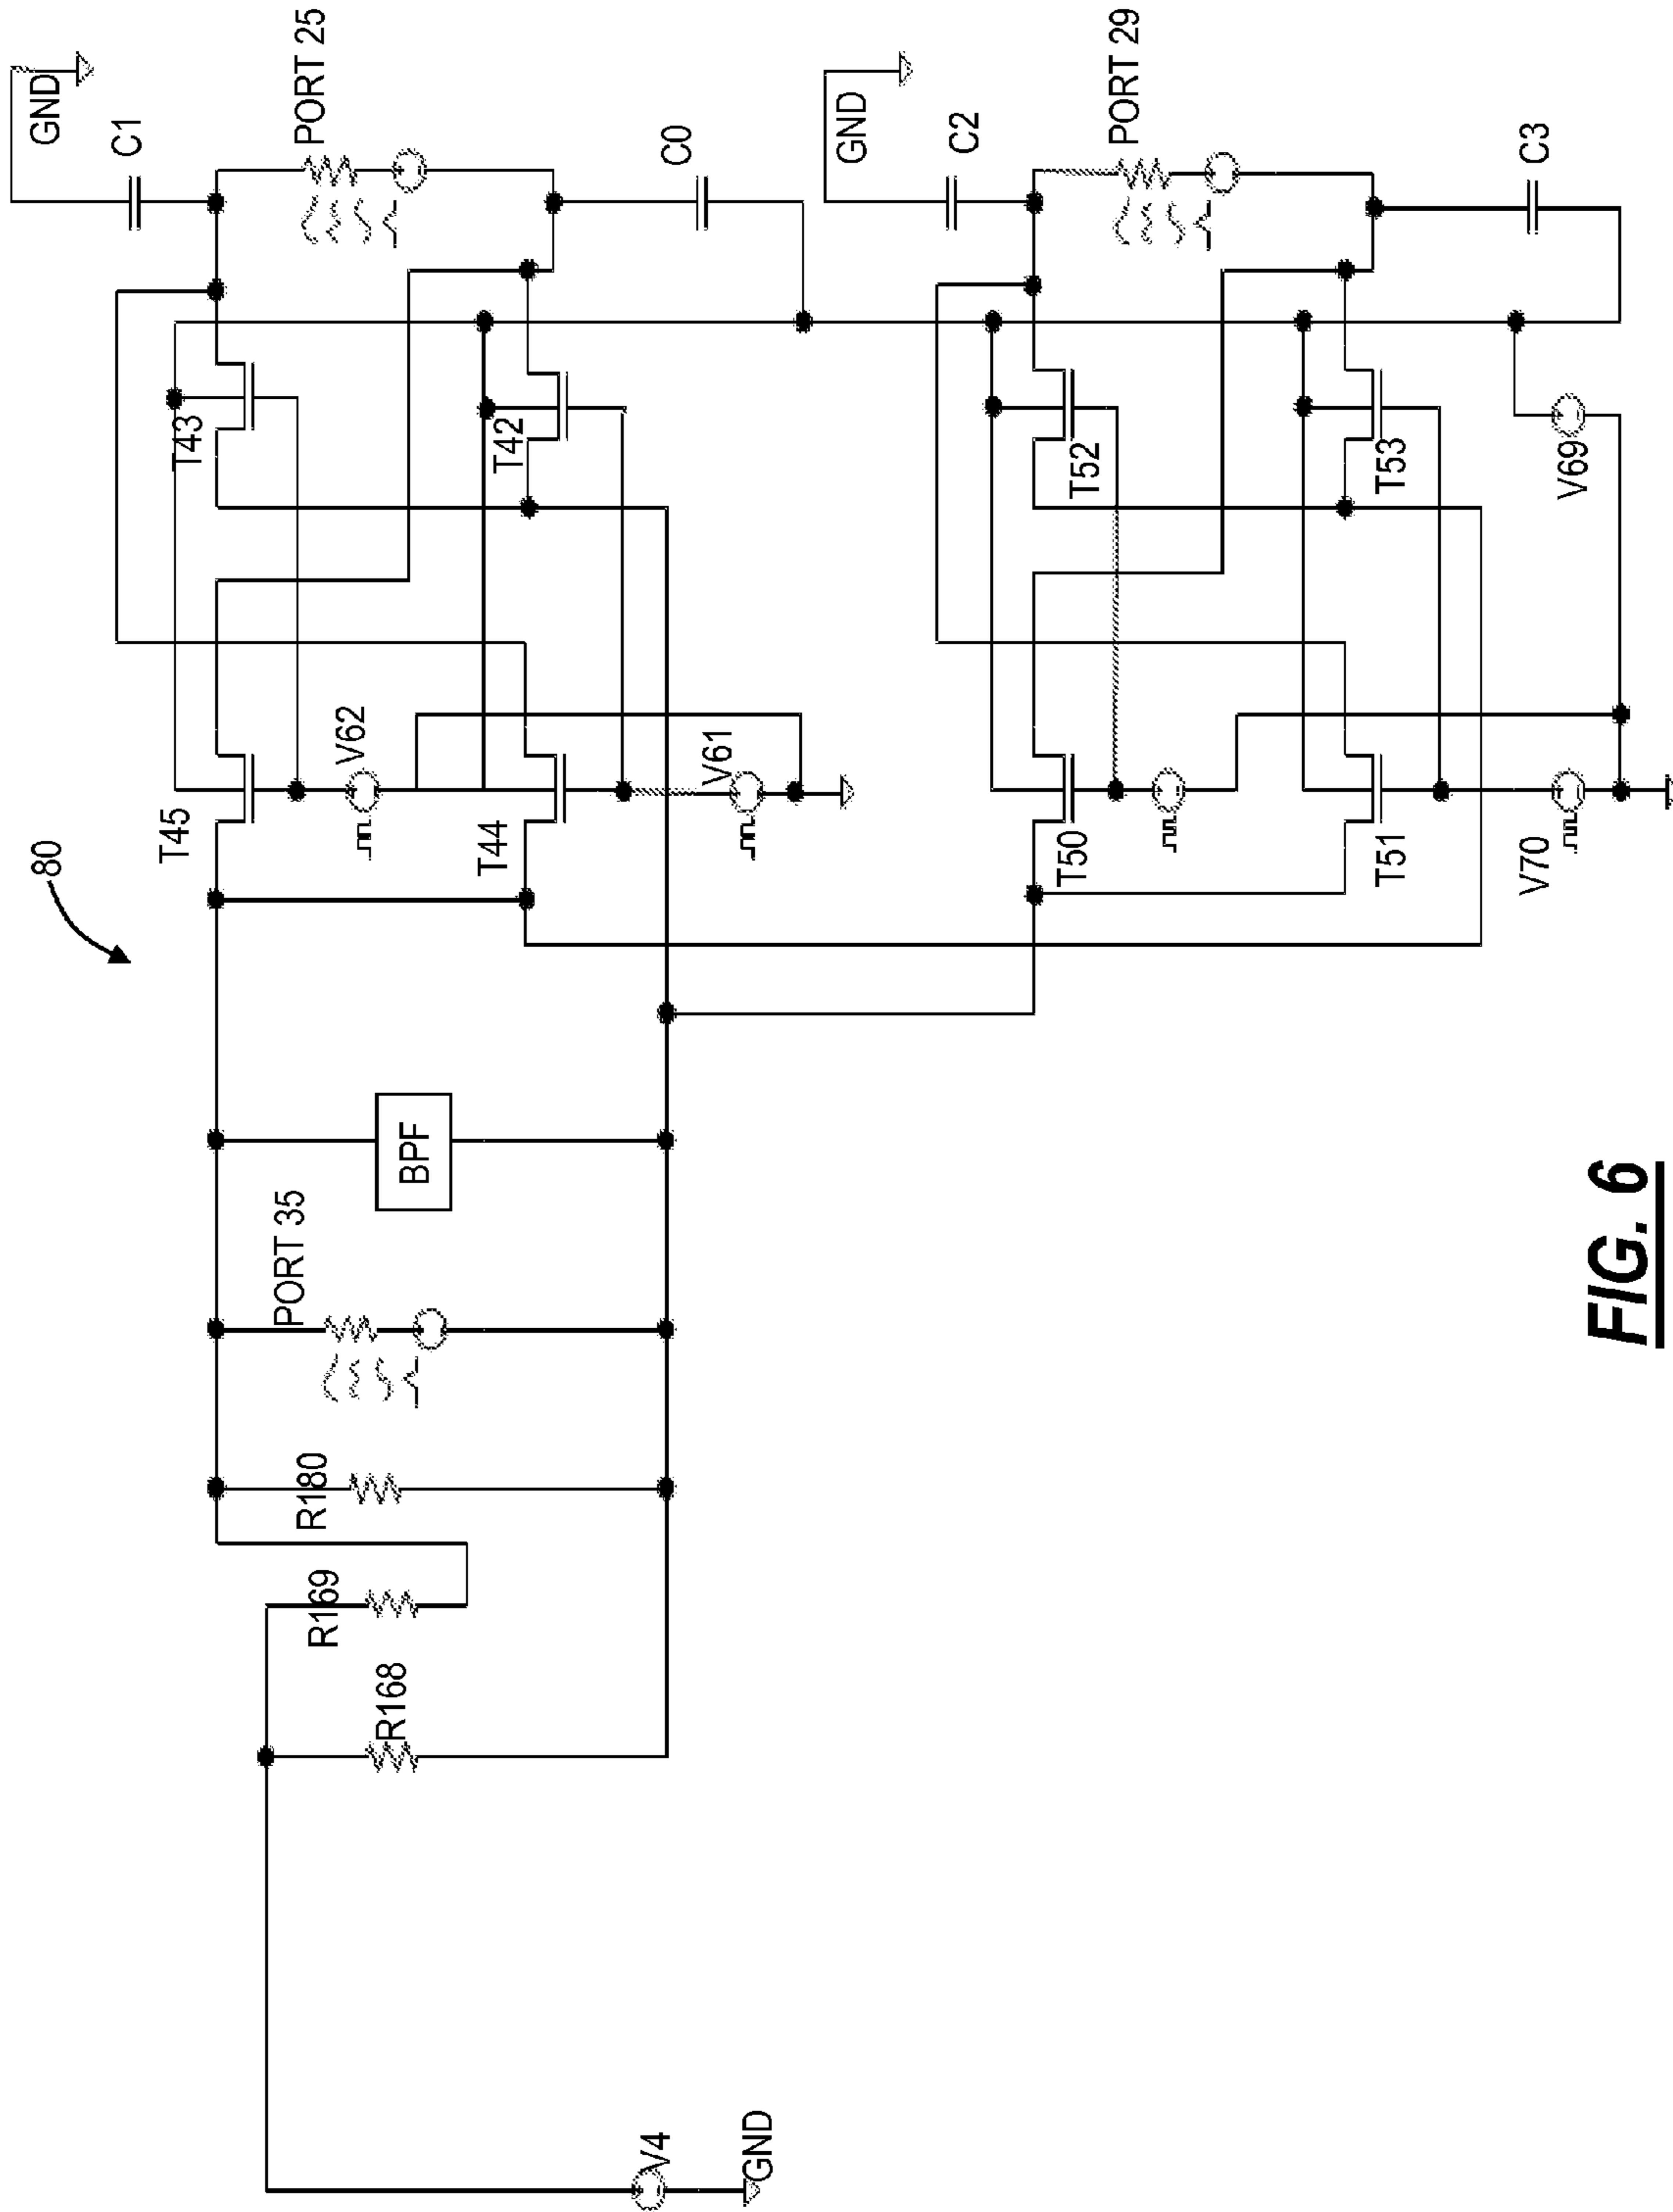 80
V4
GND
R168
R169
R180
PORT 35
BPF
T45
V62
T44
V61
T43
T42
GND
C1
PORT 25
C0
T50
T51
V70
T52
T53
V69
GND
C2
PORT 29
C3
FIG. 6